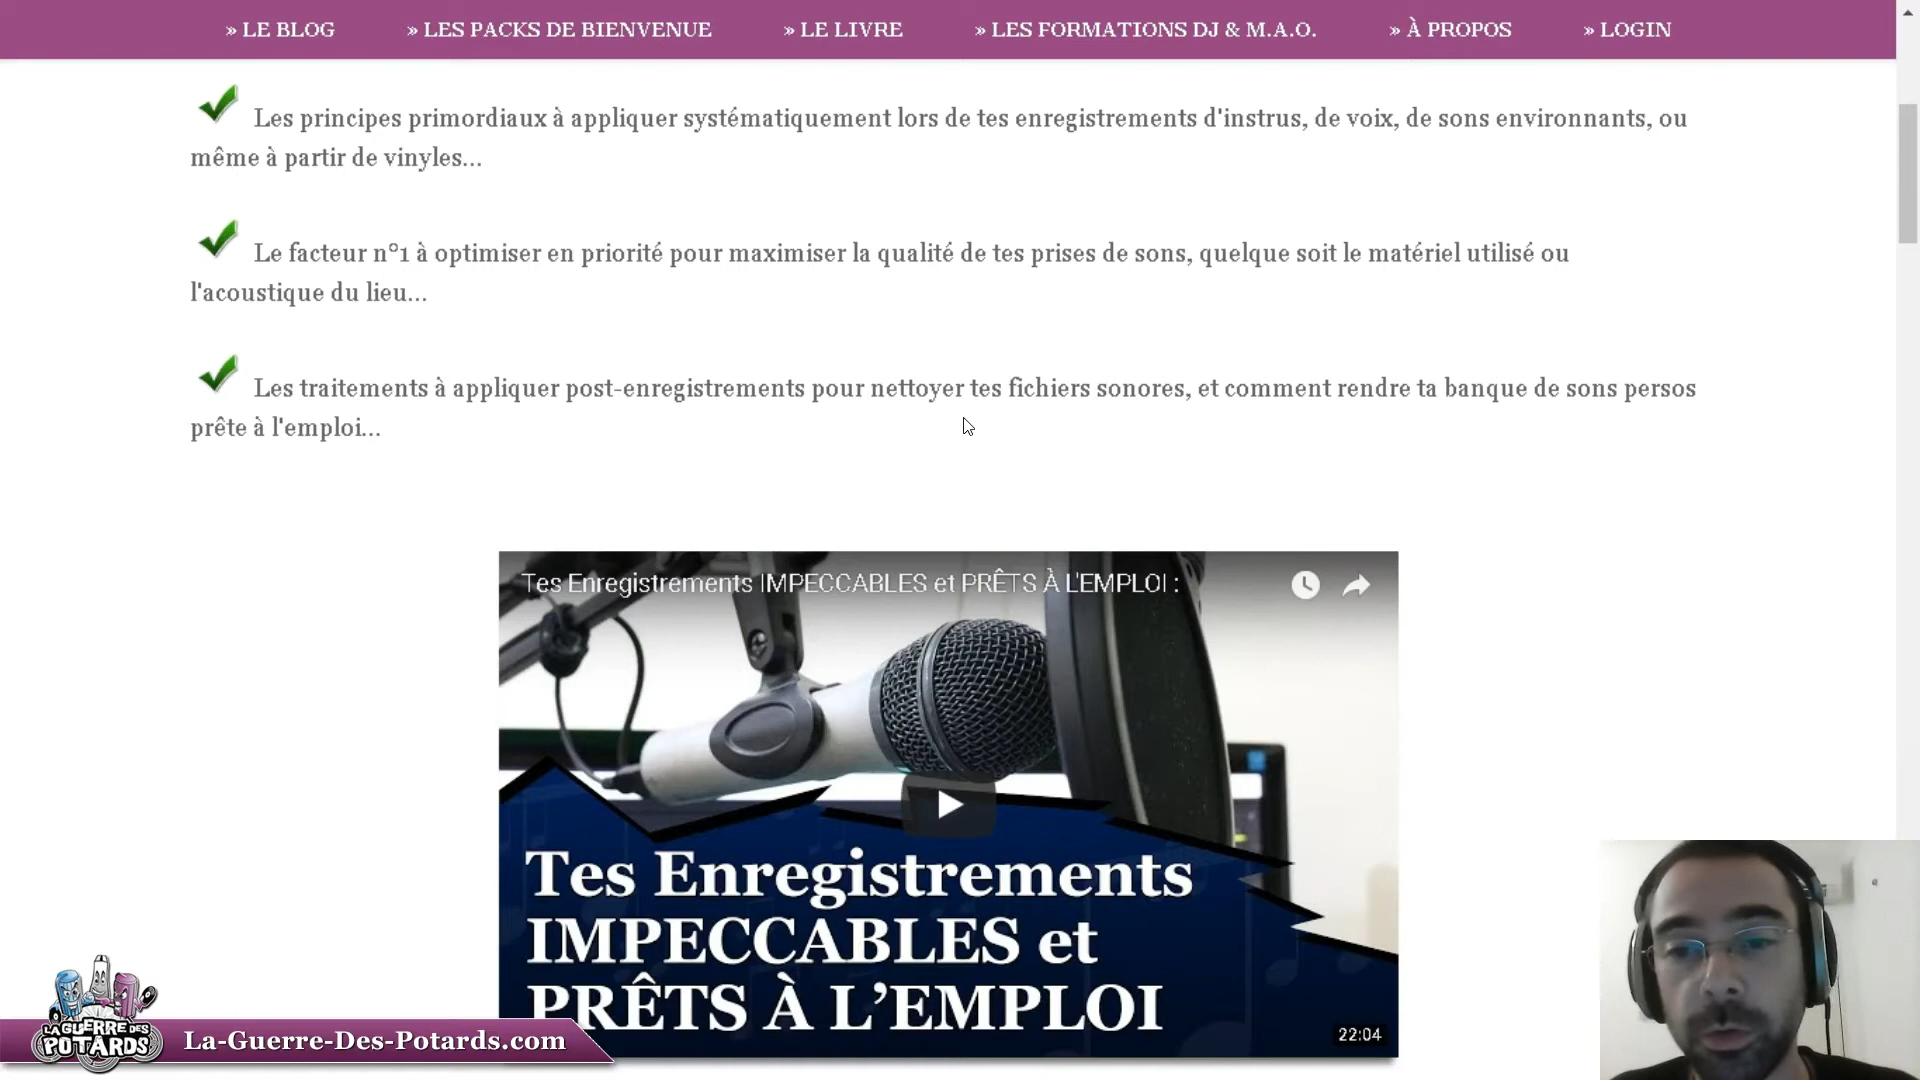 » LE BLOG » LES PACKS DE BIENVENUE » LE LIVRE » LES FORMATIONS DJ & M.A.O. » À PROPOS » LOGIN
Les principes primordiaux à appliquer systématiquement lors de tes enregistrements d'instrus, de voix, de sons environnants, ou
même à partir de vinyles...
Le facteur n°1 à optimiser en priorité pour maximiser la qualité de tes prises de sons, quelque soit le matériel utilisé ou
l'acoustique du lieu...
Les traitements à appliquer post-enregistrements pour nettoyer tes fichiers sonores, et comment rendre ta banque de sons persos
prête à l'emploi...
Tes Enregistrements IMPECCABLES et PRÊTS À L'EMPLOI :
Tes Enregistrements
IMPECCABLES et
PRÊTS À L’EMPLOI
22:04
LA GUERRE DES
POTARDS
La-Guerre-Des-Potards.com